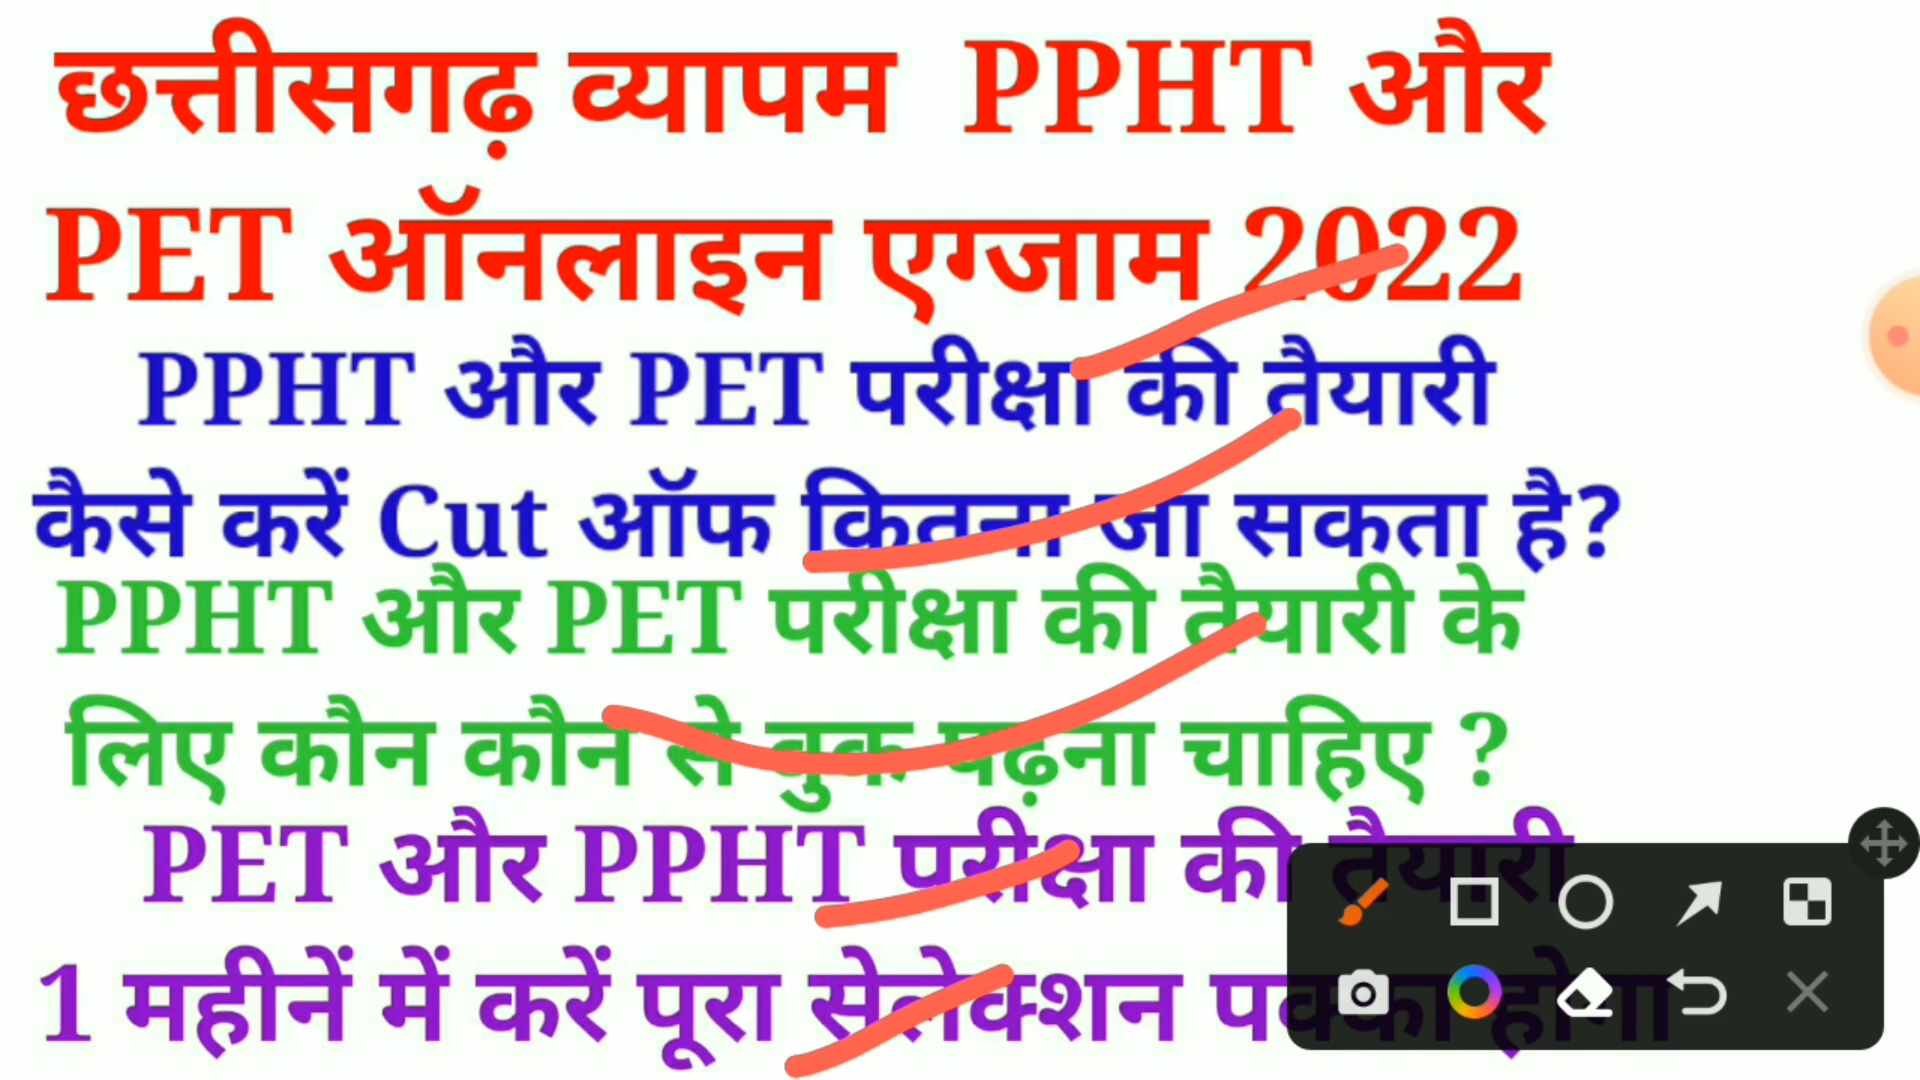 छत्तीसगढ़ व्यापम PPHT और
PET ऑनलाइन एग्जाम 2022
PPHT और PET परीक्षा की तैयारी
कैसे करें Cut ऑफ कितना जा सकता है?
PPHT और PET परीक्षा की तैयारी के
लिए कौन कौन से बुक पढ़ना चाहिए ?
PET और PPHT परीक्षा की तैयारी
1 महीनें में करें पूरा सेलेक्शन पक्का होगा